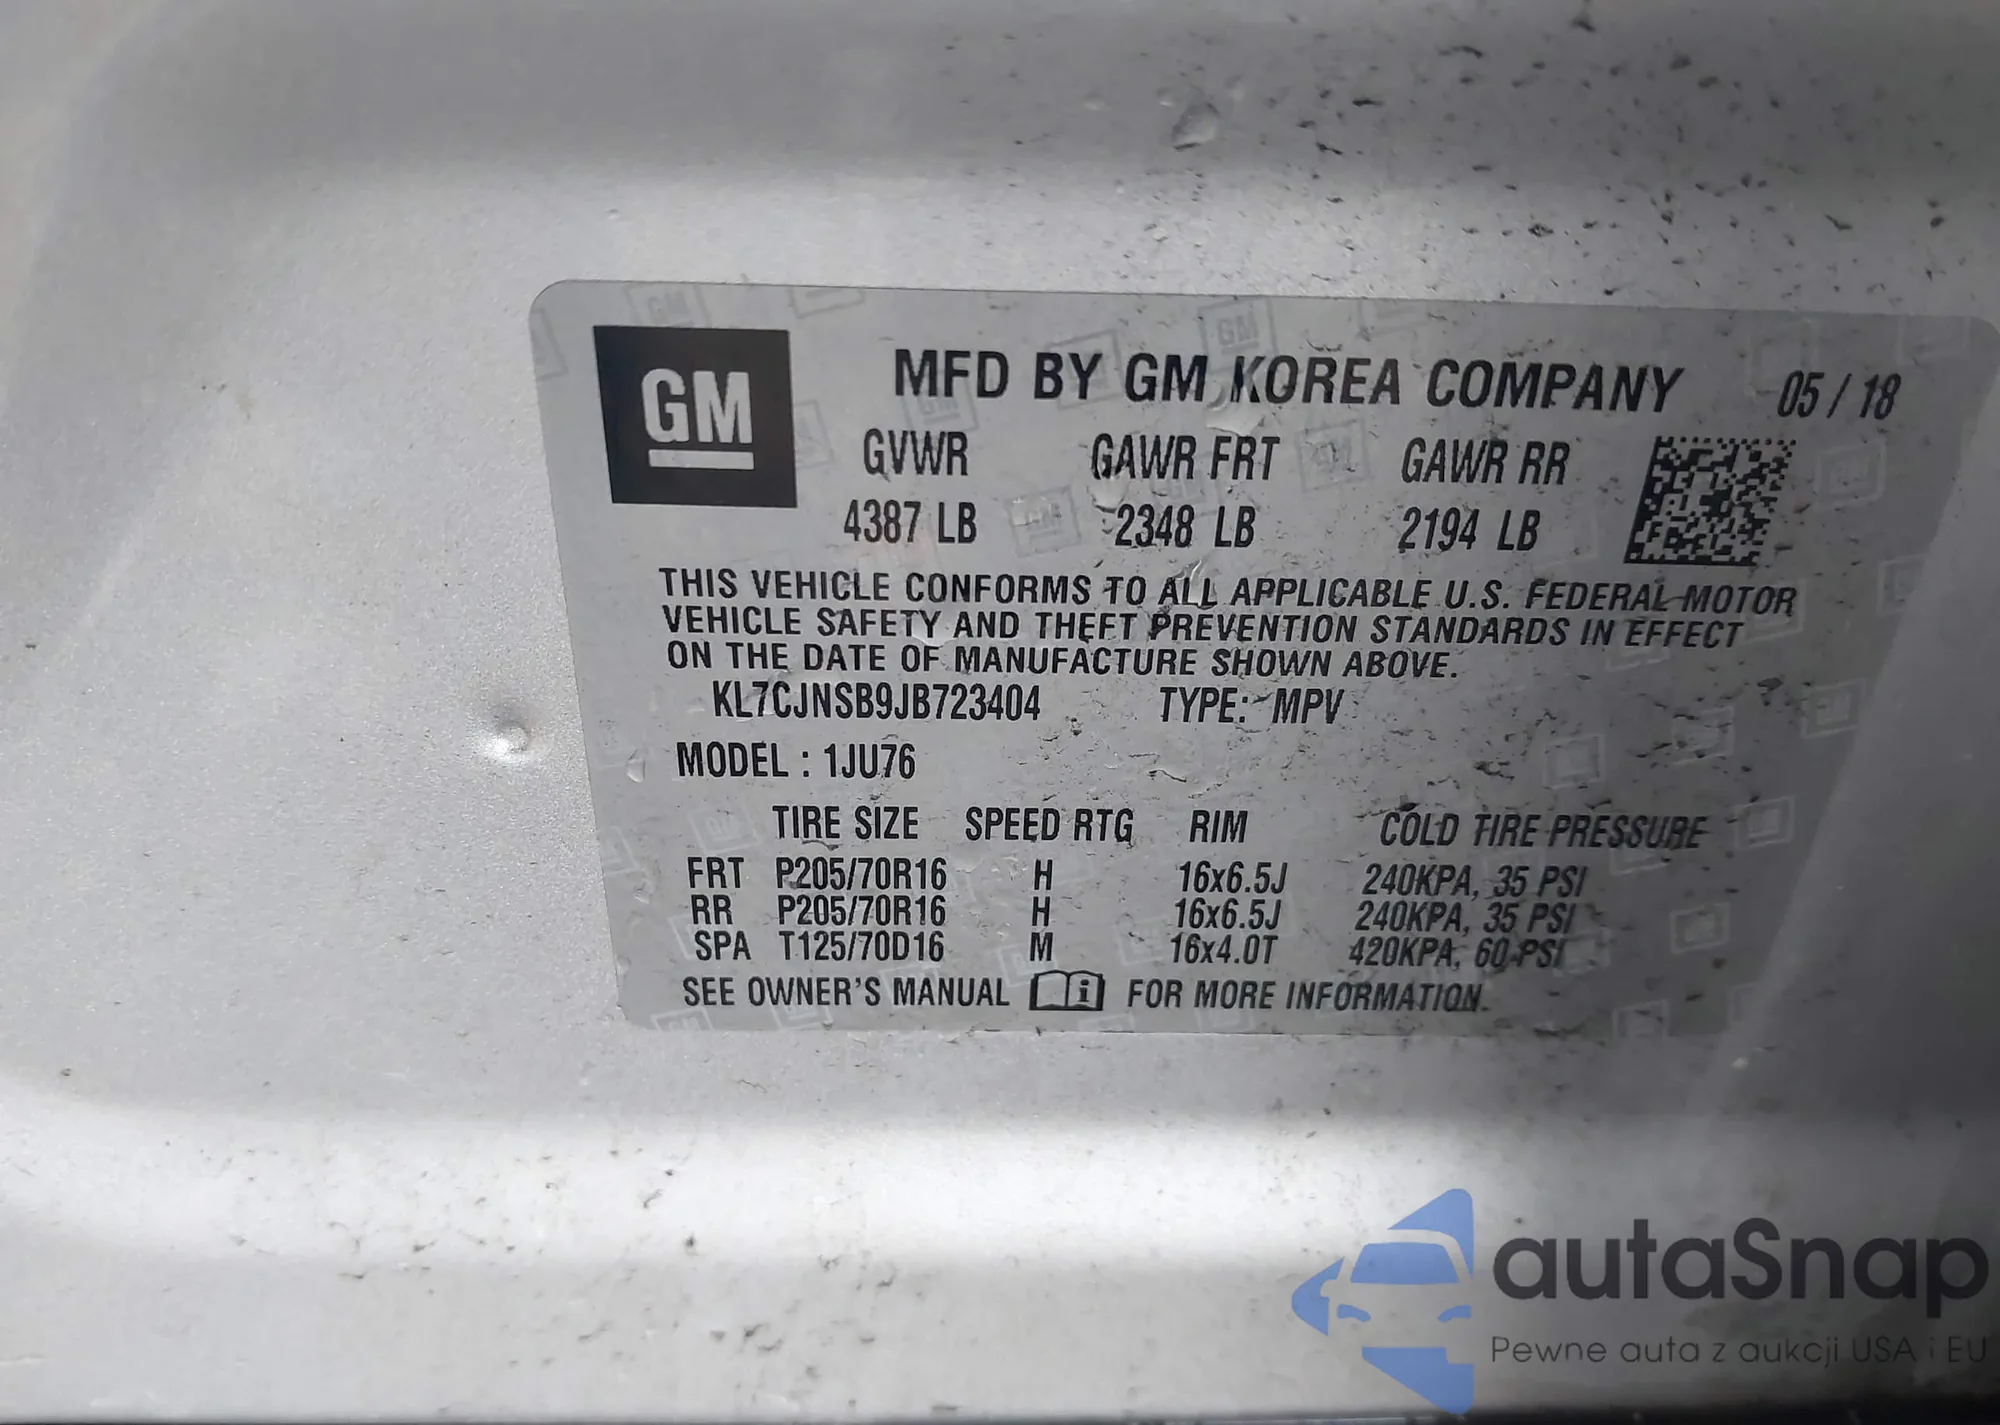 GM
MFD BY GM KOREA COMPANY 05 / 18
GVWR GAWR FRT GAWR RR
4387 LB 2348 LB 2194 LB
THIS VEHICLE CONFORMS TO ALL APPLICABLE U.S. FEDERAL MOTOR
VEHICLE SAFETY AND THEFT PREVENTION STANDARDS IN EFFECT
ON THE DATE OF MANUFACTURE SHOWN ABOVE.
KL7CJNSB9JB723404 TYPE: MPV
MODEL : 1JU76
TIRE SIZE SPEED RTG RIM COLD TIRE PRESSURE
FRT P205/70R16 H 16x6.5J 240KPA, 35 PSI
RR P205/70R16 H 16x6.5J 240KPA, 35 PSI
SPA T125/70D16 M 16x4.0T 420KPA, 60 PSI
SEE OWNER'S MANUAL i FOR MORE INFORMATION.
autaSnap
Pewne auta z aukcji USA i EU